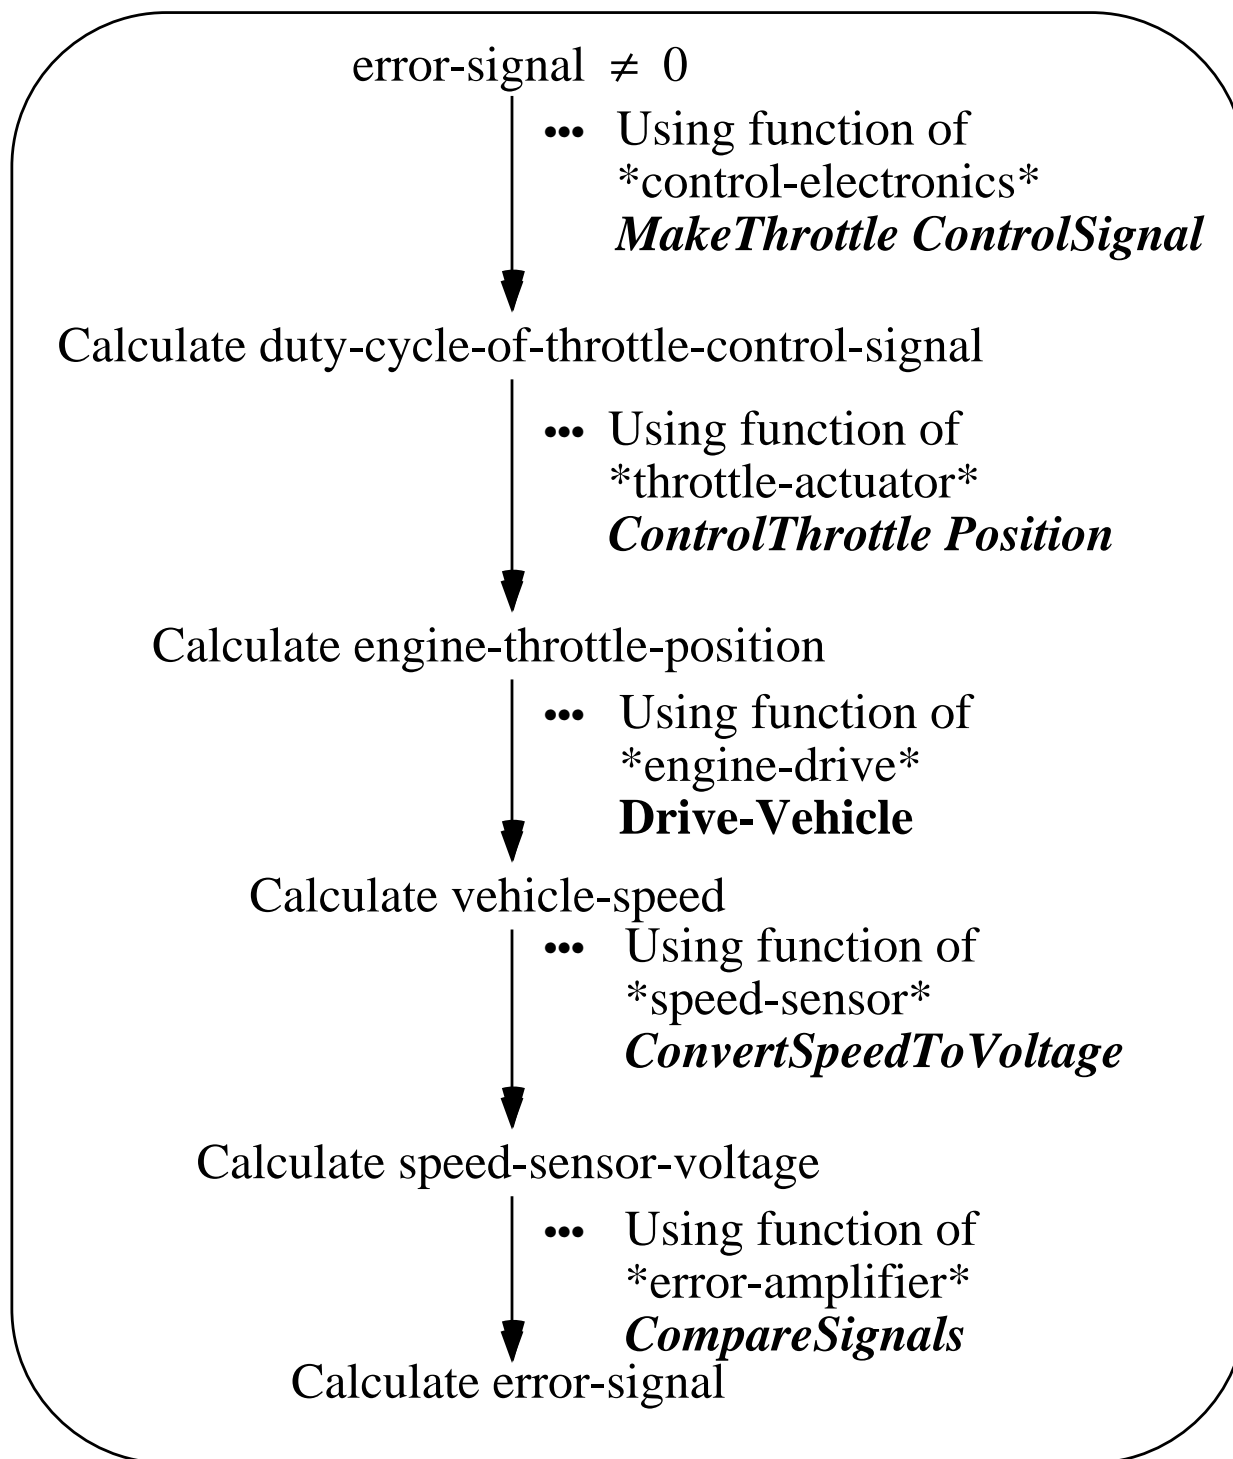 error-signal ≠ 0
••• Using function of
*control-electronics*
MakeThrottle ControlSignal
Calculate duty-cycle-of-throttle-control-signal
••• Using function of
*throttle-actuator*
ControlThrottle Position
Calculate engine-throttle-position
••• Using function of
*engine-drive*
Drive-Vehicle
Calculate vehicle-speed
••• Using function of
*speed-sensor*
ConvertSpeedToVoltage
Calculate speed-sensor-voltage
••• Using function of
*error-amplifier*
CompareSignals
Calculate error-signal